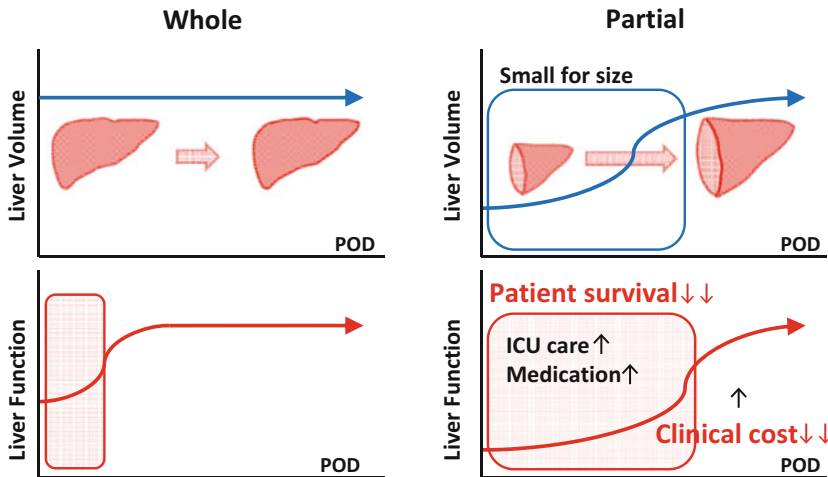 Whole
Partial
Liver Volume
POD
Liver Volume
Small for size
POD
Liver Function
POD
Liver Function
Patient survival↓↓
ICU care↑
Medication↑
↑
Clinical cost↓↓
POD